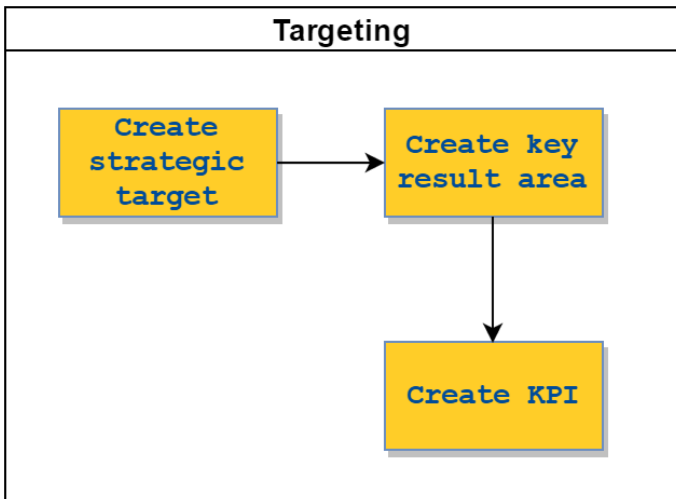 Targeting
Create
strategic
target
Create key
result area
Create KPI